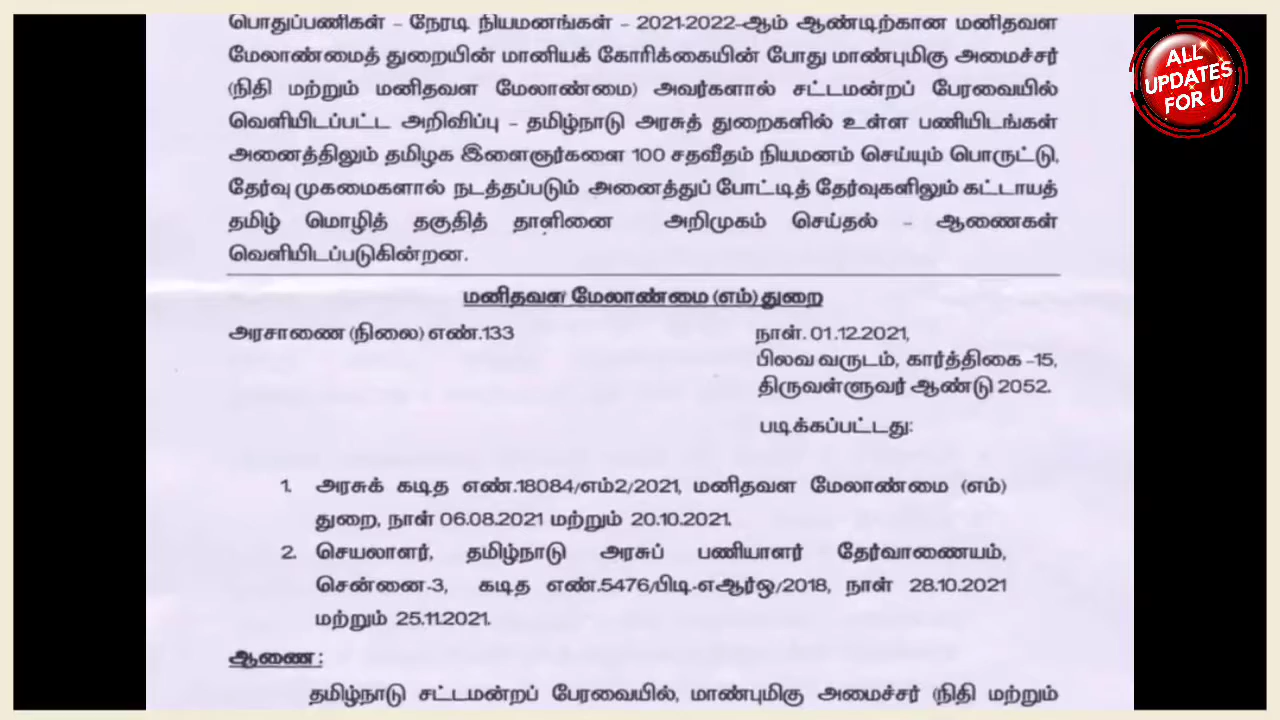 பொதுப்பணிகள் – நேரடி நியமனங்கள் – 2021-2022-ஆம் ஆண்டிற்கான மனிதவள
மேலாண்மைத் துறையின் மானியக் கோரிக்கையின் போது மாண்புமிகு அமைச்சர்
(நிதி மற்றும் மனிதவள மேலாண்மை) அவர்களால் சட்டமன்றப் பேரவையில்
வெளியிடப்பட்ட அறிவிப்பு – தமிழ்நாடு அரசுத் துறைகளில் உள்ள பணியிடங்கள்
அனைத்திலும் தமிழக இளைஞர்களை 100 சதவீதம் நியமனம் செய்யும் பொருட்டு,
தேர்வு முகமைகளால் நடத்தப்படும் அனைத்துப் போட்டித் தேர்வுகளிலும் கட்டாயத்
தமிழ் மொழித் தகுதித் தாளினை அறிமுகம் செய்தல் – ஆணைகள்
வெளியிடப்படுகின்றன.
மனிதவள மேலாண்மை (எம்) துறை
அரசாணை (நிலை) எண்.133
நாள். 01.12.2021,
பிலவ வருடம், கார்த்திகை -15,
திருவள்ளூவர் ஆண்டு 2052.
படிக்கப்பட்டது:
1. அரசுக் கடித எண்.18084/எம்2/2021, மனிதவள மேலாண்மை (எம்)
துறை, நாள் 06.08.2021 மற்றும் 20.10.2021.
2. செயலாளர், தமிழ்நாடு அரசுப் பணியாளர் தேர்வாணையம்,
சென்னை-3, கடித எண்.5476/பிடி-எஆர்ஓ/2018, நாள் 28.10.2021
மற்றும் 25.11.2021.
ஆணை:
தமிழ்நாடு சட்டமன்றப் பேரவையில், மாண்புமிகு அமைச்சர் (நிதி மற்றும்
ALL
UPDATES
FOR U